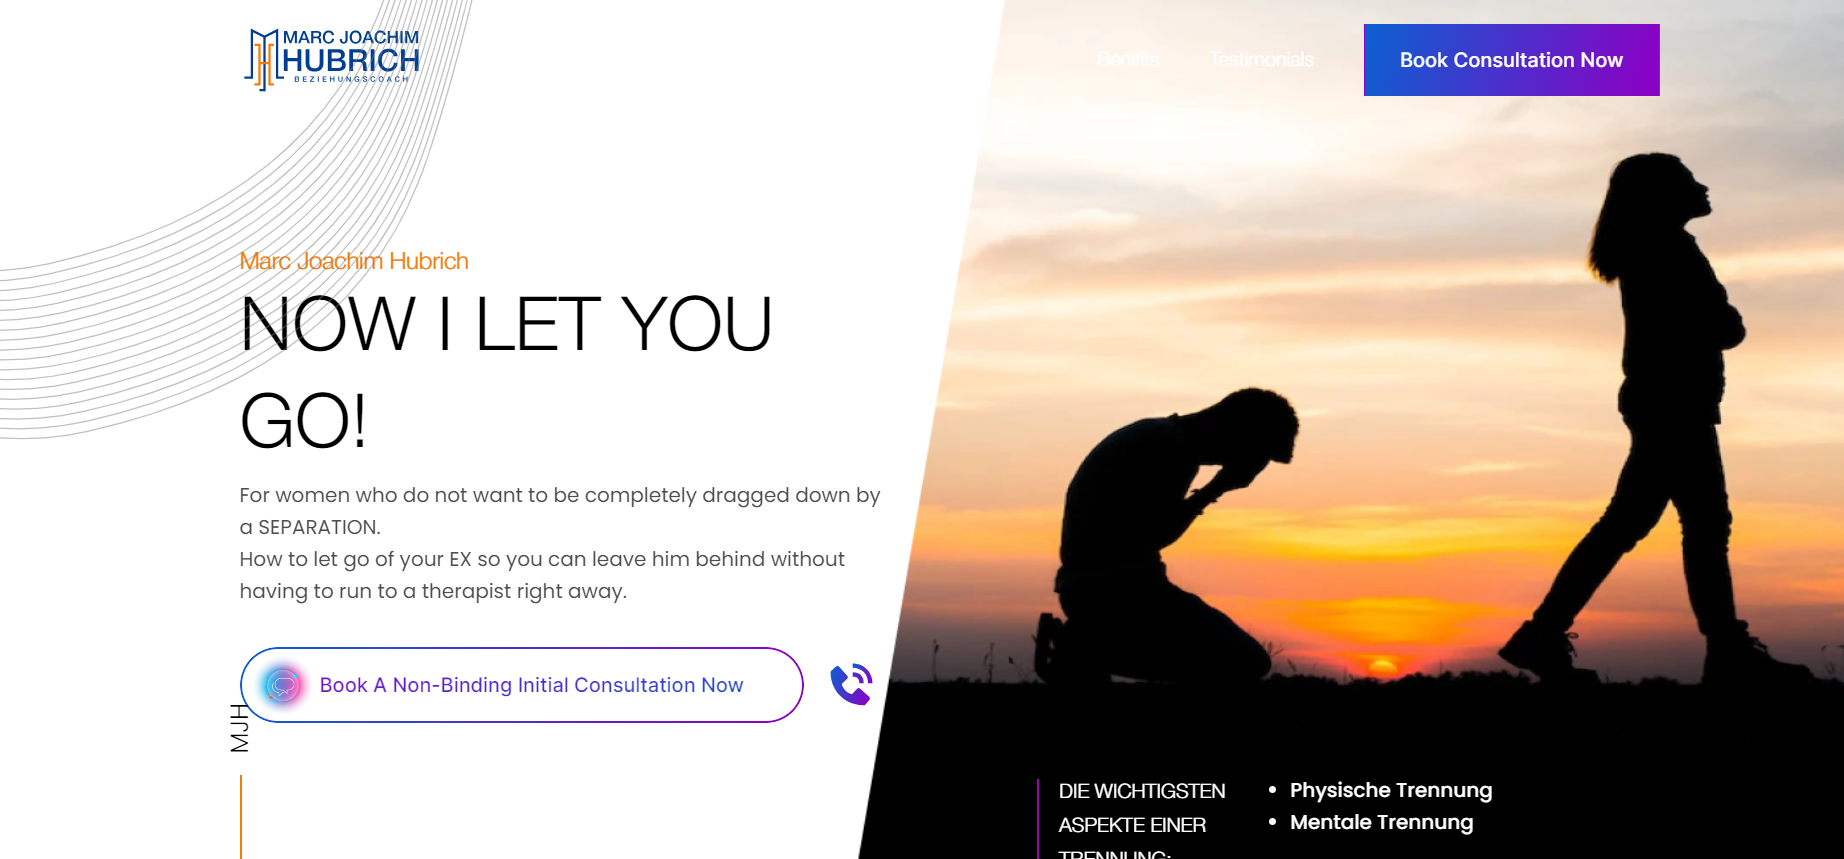 MARC JOACHIM
HUBRICH
BEZIEHUNGSCOACH
Benifits
Testimonials
Book Consultation Now
Marc Joachim Hubrich
NOW I LET YOU
GO!
For women who do not want to be completely dragged down by
a SEPARATION.
How to let go of your EX so you can leave him behind without
having to run to a therapist right away.
Book A Non-Binding Initial Consultation Now
MJH
DIE WICHTIGSTEN
ASPEKTE EINER
TRENNUNG:
• Physische Trennung
• Mentale Trennung